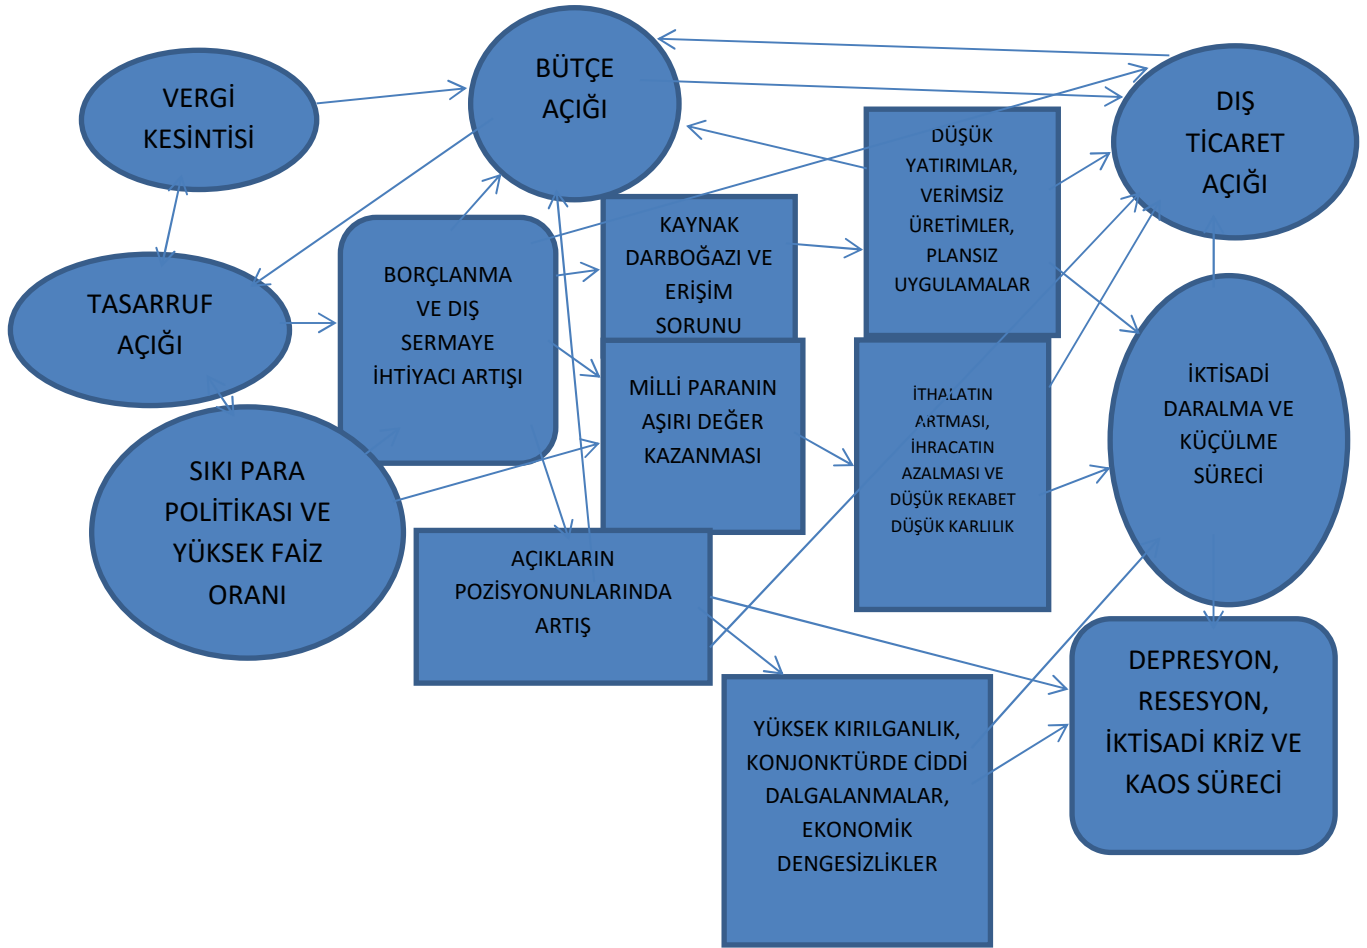 VERGİ
KESİNTİSİ
BÜTÇE
AÇIĞI
DIŞ
TİCARET
AÇIĞI
DÜŞÜK
YATIRIMLAR,
VERİMSİZ
ÜRETİMLER,
PLANSIZ
UYGULAMALAR
KAYNAK
DARBOĞAZI VE
ERİŞİM
SORUNU
BORÇLANMA
VE DIŞ
SERMAYE
İHTİYACI ARTIŞI
TASARRUF
AÇIĞI
MİLLİ PARANIN
AŞIRI DEĞER
KAZANMASI
İTHALATIN
ARTMASI,
İHRACATIN
AZALMASI VE
DÜŞÜK REKABET
DÜŞÜK KARLILIK
İKTİSADİ
DARALMA VE
KÜÇÜLME
SÜRECİ
SIKI PARA
POLİTİKASI VE
YÜKSEK FAİZ
ORANI
AÇIKLARIN
POZİSYONUNLARINDA
ARTIŞ
YÜKSEK KIRILGANLIK,
KONJONKTÜRDE CİDDİ
DALGALANMALAR,
EKONOMİK
DENGESİZLİKLER
DEPRESYON,
RESESYON,
İKTİSADİ KRİZ VE
KAOS SÜRECİ